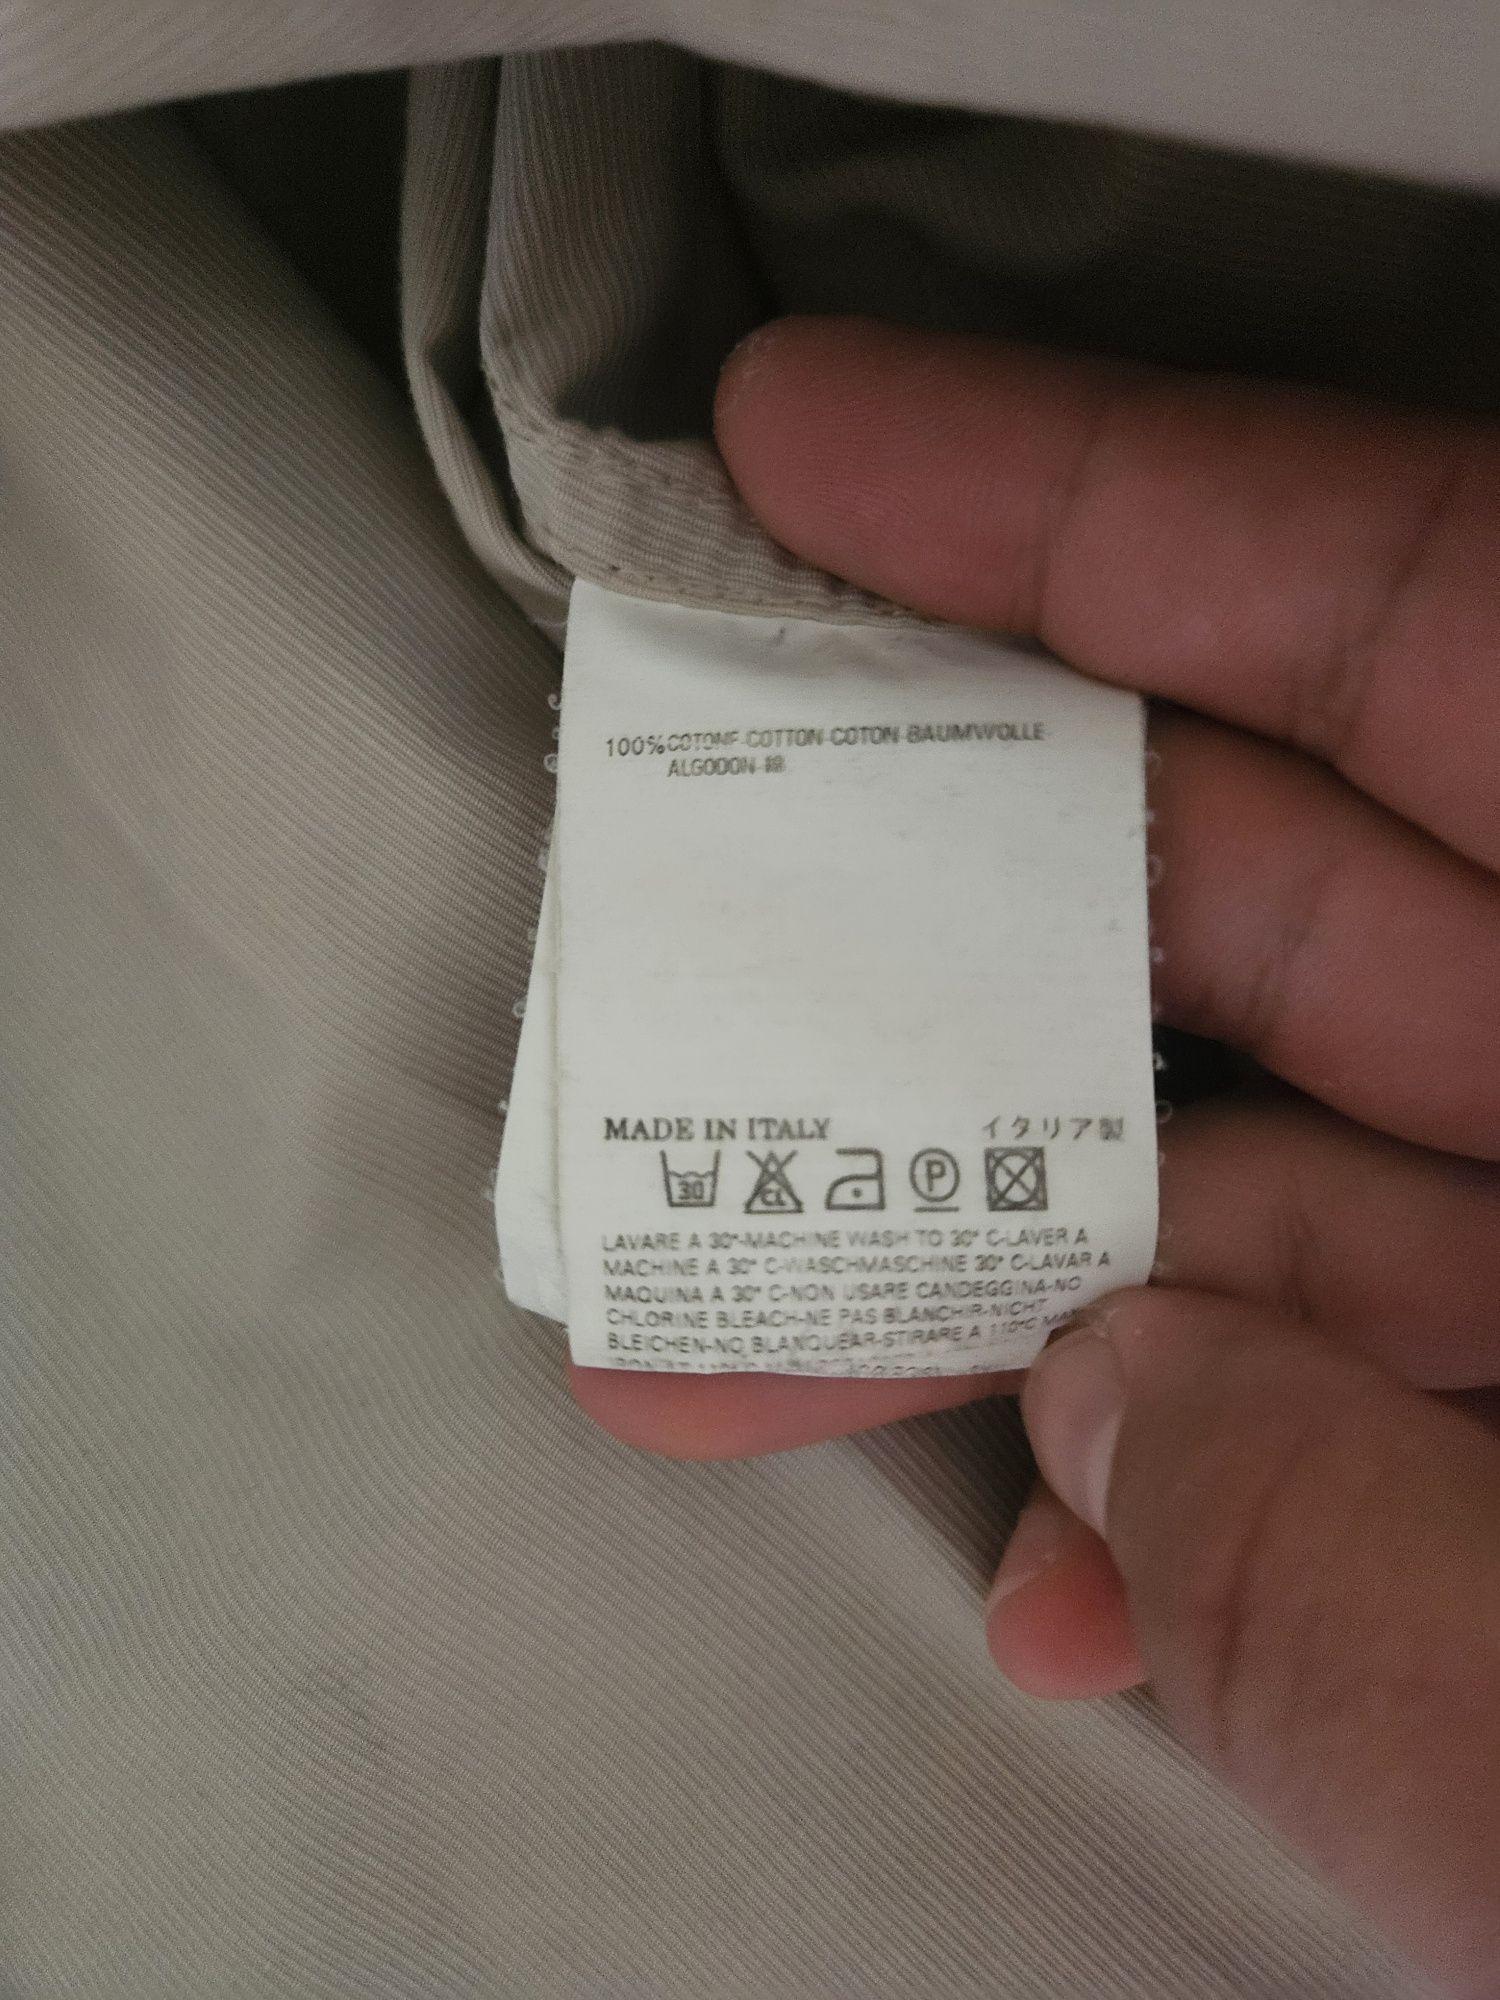 100% COTONE-COTTON-COTON-BAUMWOLLE-
ALGODON-綿
MADE IN ITALY イタリア製
30 CL P
LAVARE A 30°-MACHINE WASH TO 30° C-LAVER A
MACHINE A 30° C-WASCHMASCHINE 30° C-LAVAR A
MAQUINA A 30° C-NON USARE CANDEGGINA-NO
CHLORINE BLEACH-NE PAS BLANCHIR-NICHT
BLEICHEN-NO BLANQUEAR-STIRARE A 110°C